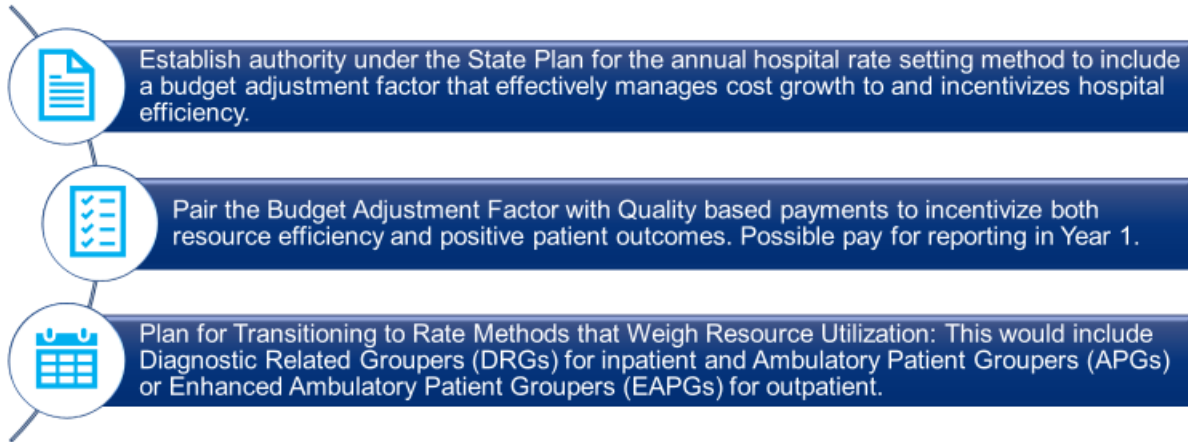 Establish authority under the State Plan for the annual hospital rate setting method to include
a budget adjustment factor that effectively manages cost growth to and incentivizes hospital
efficiency.
Pair the Budget Adjustment Factor with Quality based payments to incentivize both
resource efficiency and positive patient outcomes. Possible pay for reporting in Year 1.
Plan for Transitioning to Rate Methods that Weigh Resource Utilization: This would include
Diagnostic Related Groupers (DRGs) for inpatient and Ambulatory Patient Groupers (APGs)
or Enhanced Ambulatory Patient Groupers (EAPGs) for outpatient.